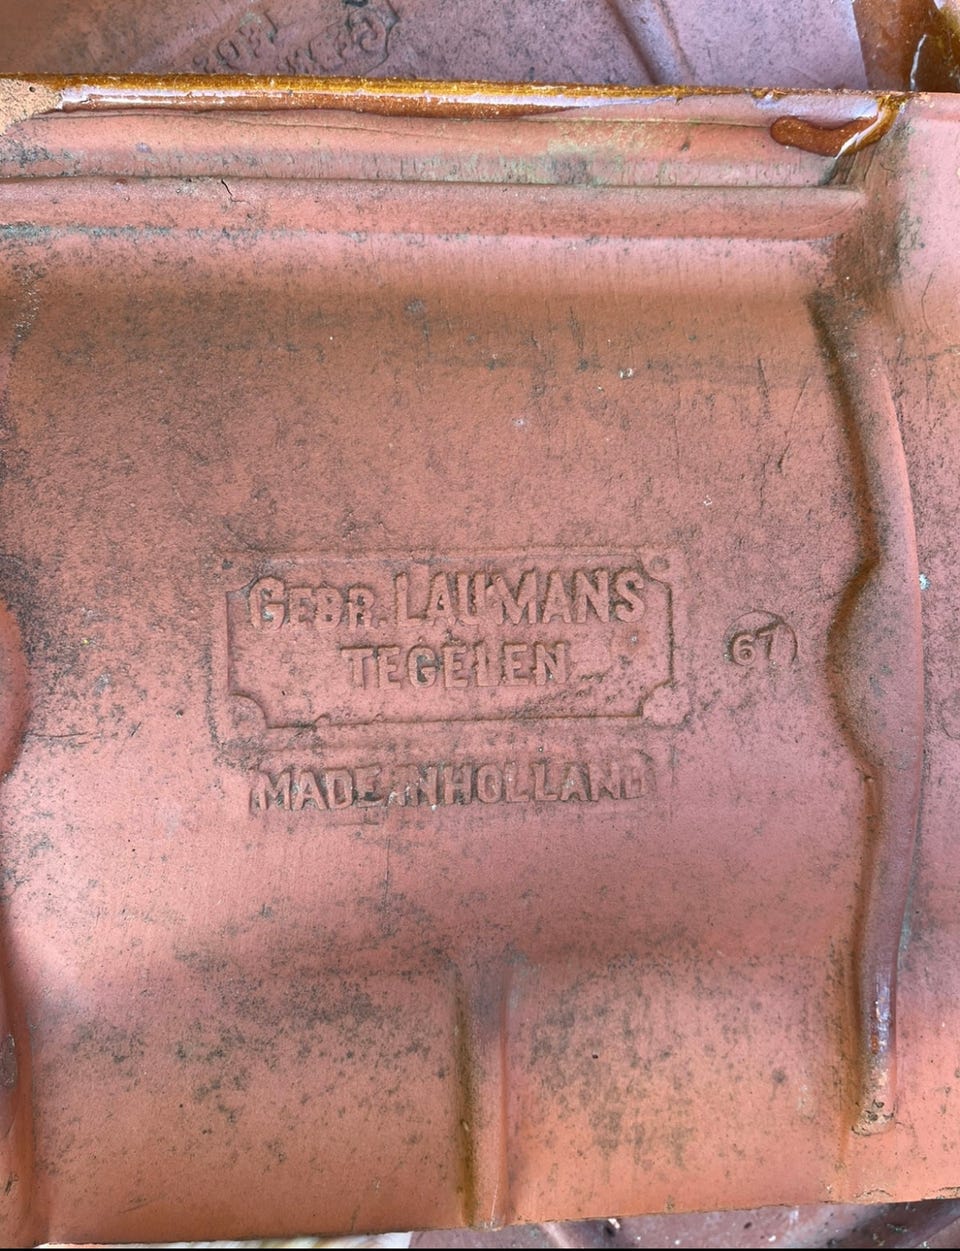 GEBR. LAUMANS
TEGELEN
67
MADE IN HOLLAND